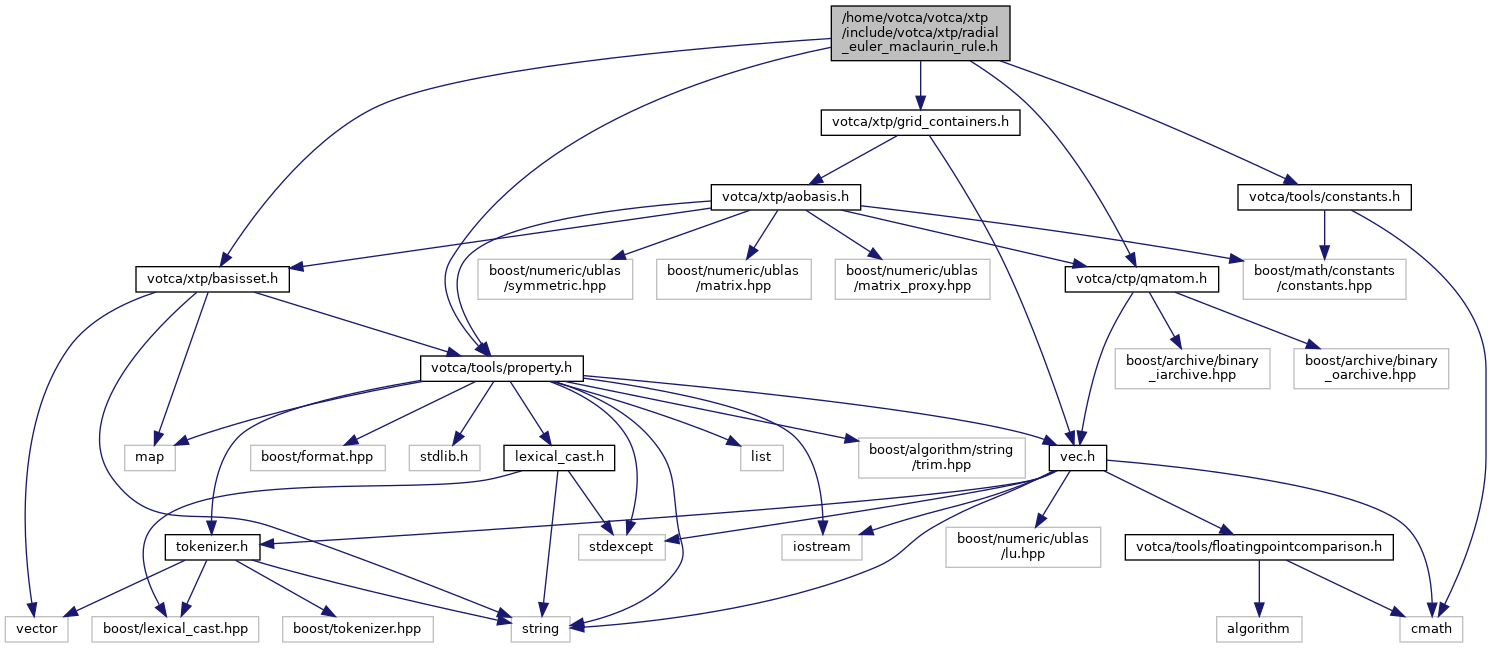 /home/votca/votca/xtp
/include/votca/xtp/radial
_euler_maclaurin_rule.h
votca/xtp/grid_containers.h
votca/xtp/aobasis.h
votca/tools/constants.h
votca/xtp/basisset.h
boost/numeric/ublas
/symmetric.hpp
boost/numeric/ublas
/matrix.hpp
boost/numeric/ublas
/matrix_proxy.hpp
votca/ctp/qmatom.h
boost/math/constants
/constants.hpp
votca/tools/property.h
boost/archive/binary
_iarchive.hpp
boost/archive/binary
_oarchive.hpp
map
boost/format.hpp
stdlib.h
lexical_cast.h
list
boost/algorithm/string
/trim.hpp
vec.h
tokenizer.h
stdexcept
iostream
boost/numeric/ublas
/lu.hpp
votca/tools/floatingpointcomparison.h
vector
boost/lexical_cast.hpp
boost/tokenizer.hpp
string
algorithm
cmath